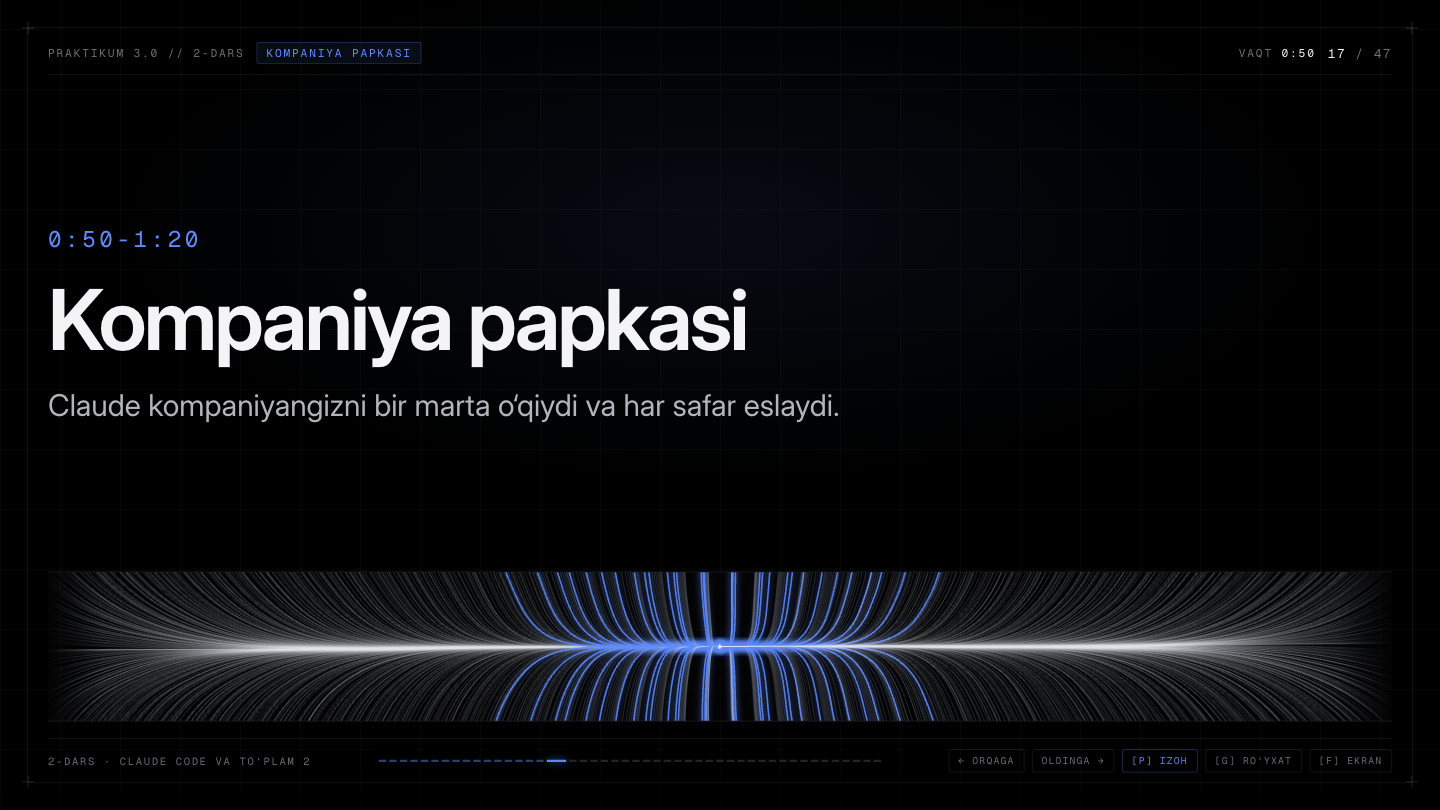 PRAKTIKUM 3.0 // 2-DARS KOMPANIYA PAPKASI VAQT 0:50 17 / 47
0:50-1:20
Kompaniya papkasi
Claude kompaniyangizni bir marta o‘qiydi va har safar eslaydi.
2-DARS · CLAUDE CODE VA TO‘PLAM 2 ← ORQAGA OLDINGA → [P] IZOH [G] RO‘YXAT [F] EKRAN